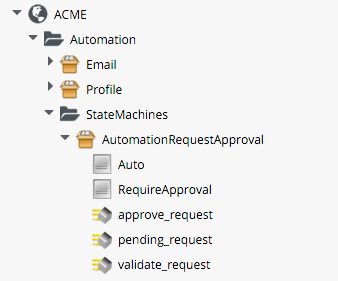 ACME
Automation
Email
Profile
StateMachines
AutomationRequestApproval
Auto
RequireApproval
approve_request
pending_request
validate_request